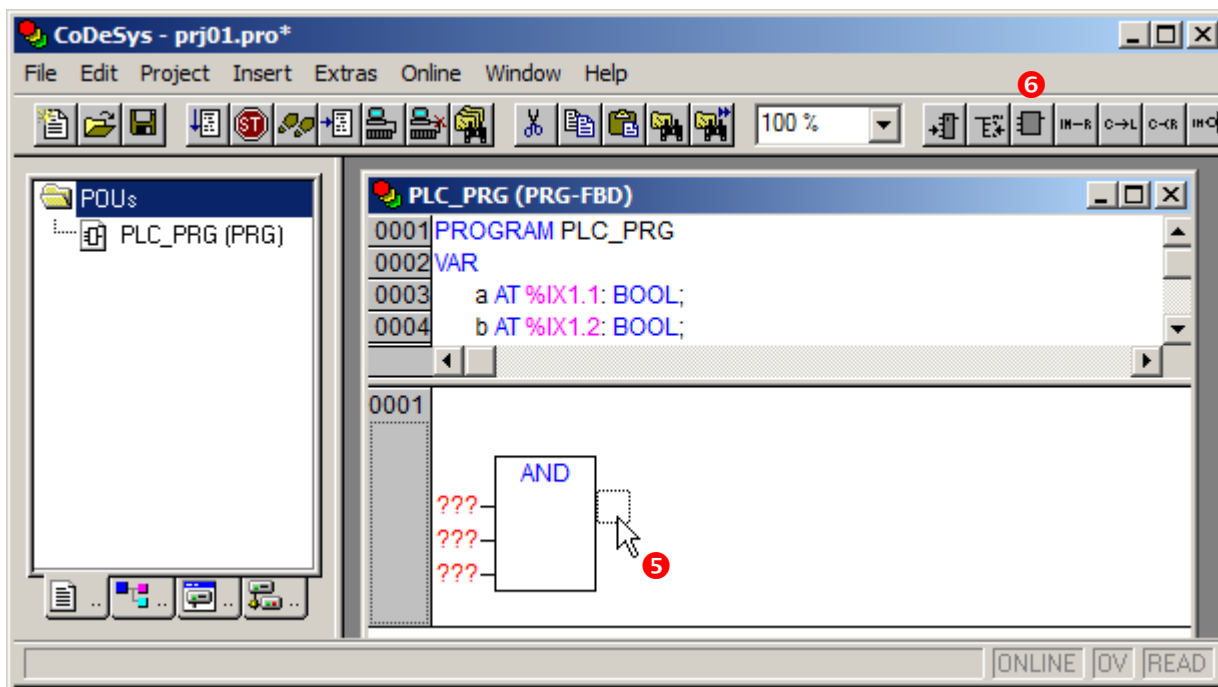 CoDeSys - prj01.pro*
File Edit Project Insert Extras Online Window Help
6
ST 100 % IN-R C→L C-<R
POUs
PLC_PRG (PRG)
.. .. .. ..
PLC_PRG (PRG-FBD)
0001 PROGRAM PLC_PRG
0002 VAR
0003 a AT %IX1.1: BOOL;
0004 b AT %IX1.2: BOOL;
0001
AND
???
???
???
5
ONLINE OV READ